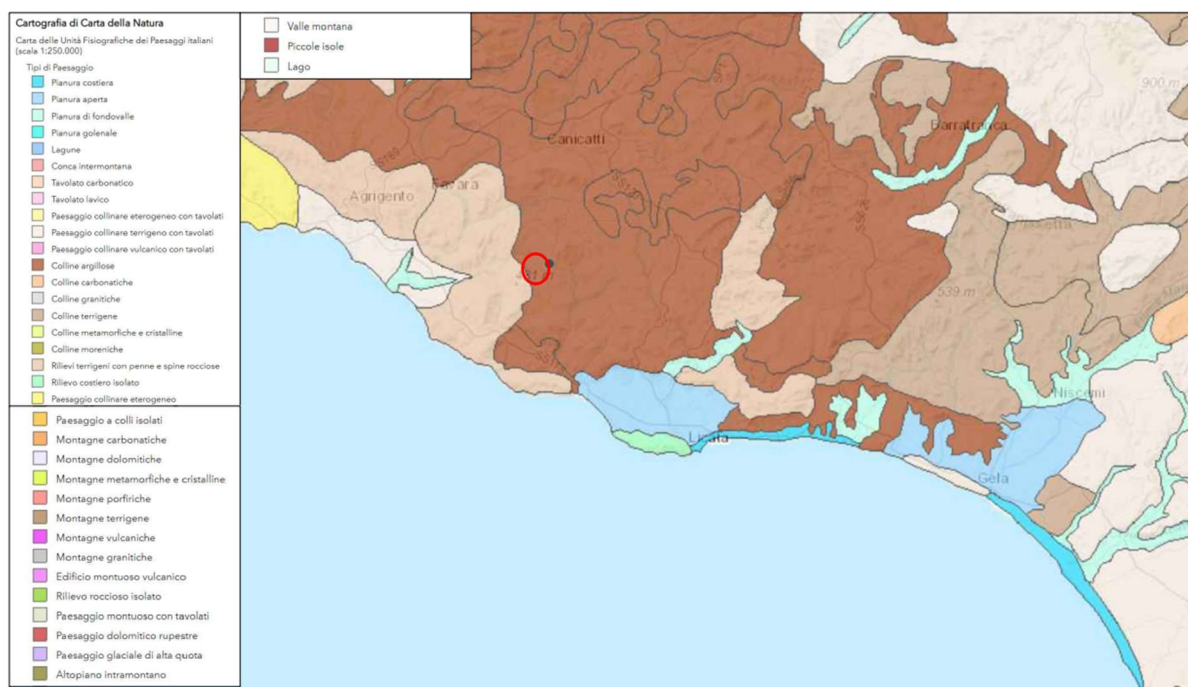 Cartografia di Carta della Natura
Carta delle Unità Fisiografiche dei Paesaggi italiani
(scala 1:250.000)
Tipi di Paesaggio
Pianura costiera
Pianura aperta
Pianura di fondovalle
Pianura golenale
Lagune
Conca intermontana
Tavolato carbonatico
Tavolato lavico
Paesaggio collinare eterogeneo con tavolati
Paesaggio collinare terrigeno con tavolati
Paesaggio collinare vulcanico con tavolati
Colline argillose
Colline carbonatiche
Colline granitiche
Colline terrigene
Colline metamorfiche e cristalline
Colline moreniche
Rilievi terrigeni con penne e spine rocciose
Rilievo costiero isolato
Paesaggio collinare eterogeneo
Paesaggio a colli isolati
Montagne carbonatiche
Montagne dolomitiche
Montagne metamorfiche e cristalline
Montagne porfiriche
Montagne terrigene
Montagne vulcaniche
Montagne granitiche
Edificio montuoso vulcanico
Rilievo roccioso isolato
Paesaggio montuoso con tavolati
Paesaggio dolomitico rupestre
Paesaggio glaciale di alta quota
Altopiano intramontano
Valle montana
Piccole isole
Lago
900 m
Barrafranca
Canicattì
SS189
Favara
Agrigento
539 m
Niscemi
Licata
Gela